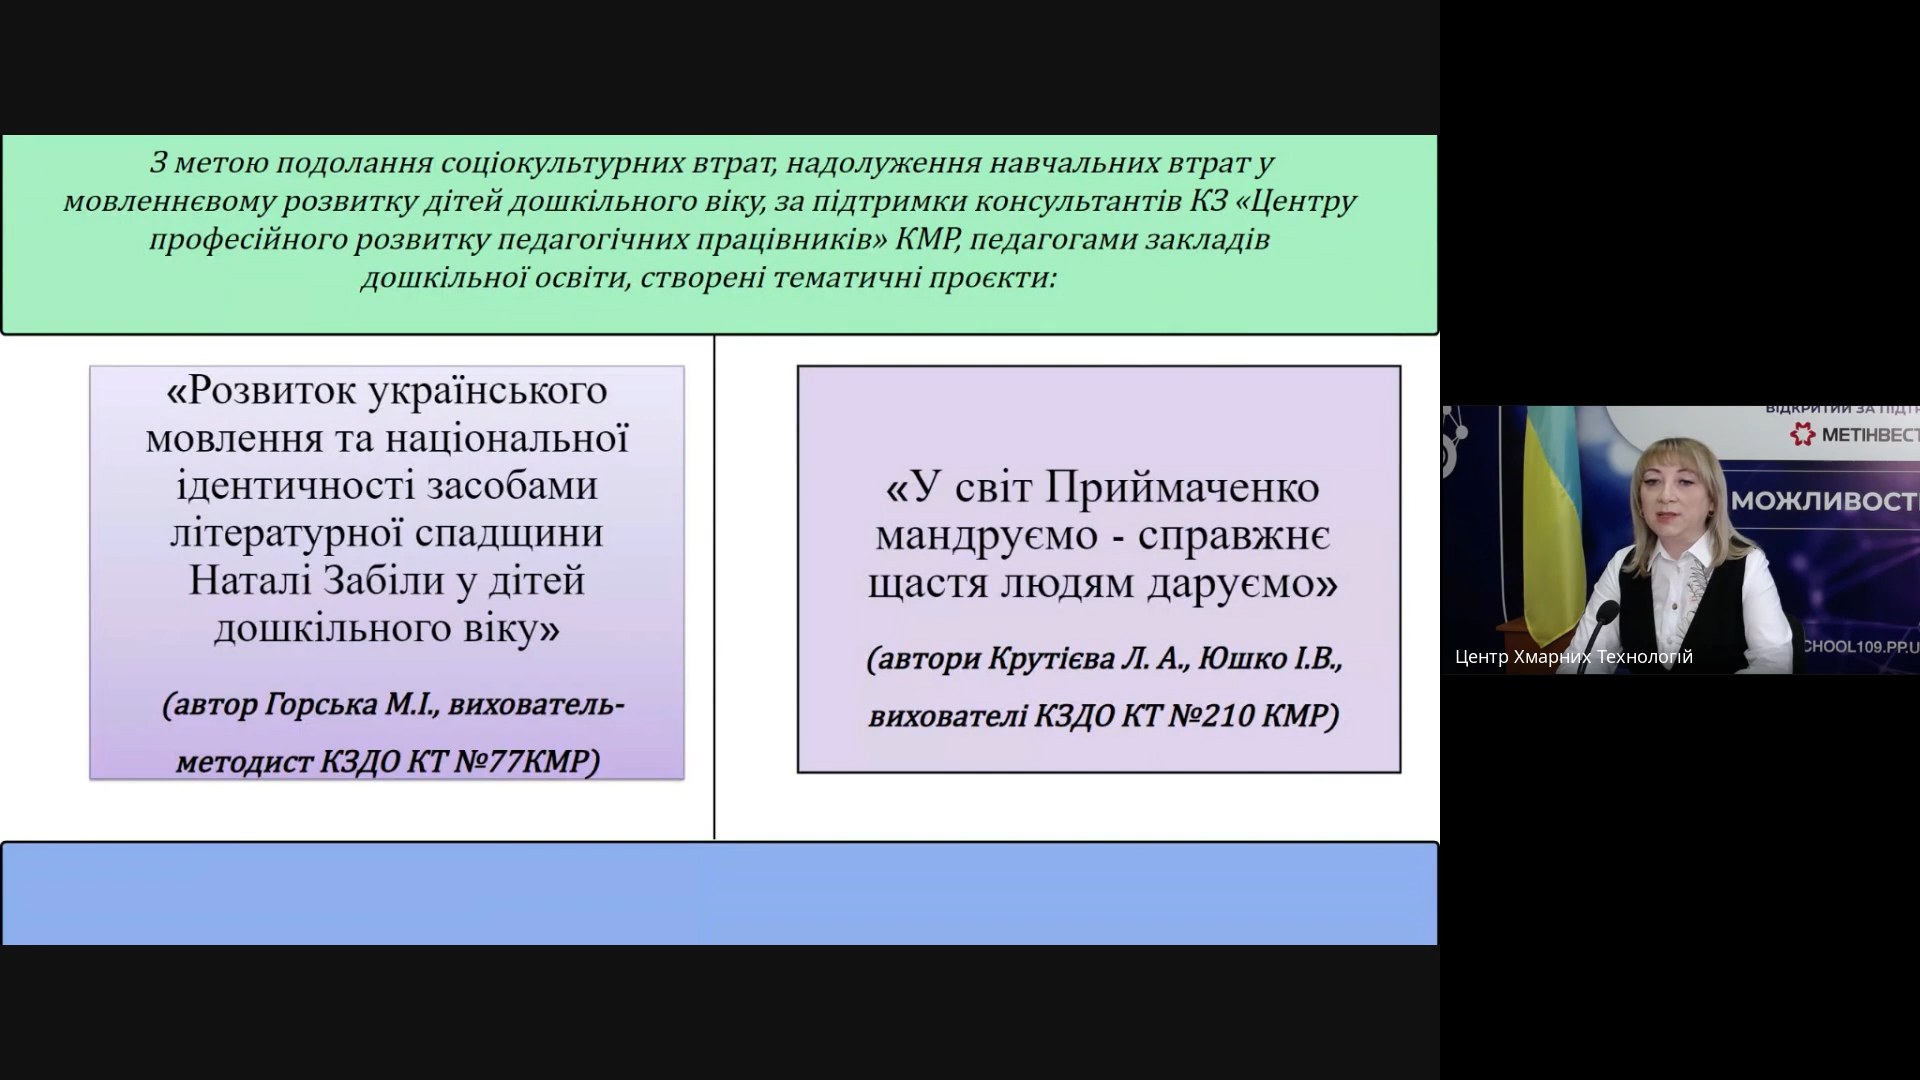 З метою подолання соціокультурних втрат, надолуження навчальних втрат у
мовленнєвому розвитку дітей дошкільного віку, за підтримки консультантів КЗ «Центру
професійного розвитку педагогічних працівників» КМР, педагогами закладів
дошкільної освіти, створені тематичні проєкти:
«Розвиток українського
мовлення та національної
ідентичності засобами
літературної спадщини
Наталі Забіли у дітей
дошкільного віку»
(автор Горська М.І., вихователь-
методист КЗДО КТ №77КМР)
«У світ Приймаченко
мандруємо - справжнє
щастя людям даруємо»
(автори Крутієва Л. А., Юшко І.В.,
вихователі КЗДО КТ №210 КМР)
ВІДКРИТИЙ ЗА ПІДТР
МЕТІНВЕСТ
МОЖЛИВОСТ
CHOOL109.PP.U
Центр Хмарних Технологій